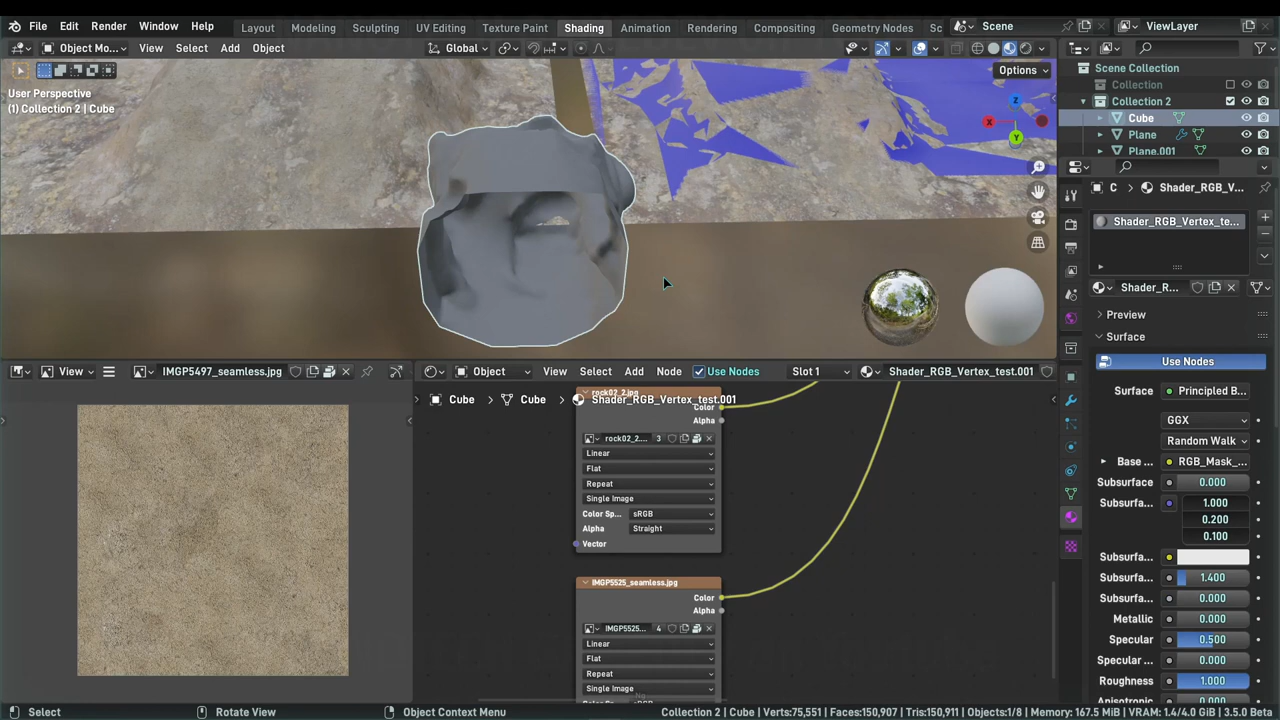 File Edit Render Window Help Layout Modeling Sculpting UV Editing Texture Paint Shading Animation Rendering Compositing Geometry Nodes Sc Scene ViewLayer
Object Mo... View Select Add Object Global
Options
User Perspective
(1) Collection 2 | Cube
X
Y
Z
Scene Collection
Collection
Collection 2
Cube
Plane
Plane.001
C Shader_RGB_V...
Shader_RGB_Vertex_te...
Shader_R...
Preview
Surface
Use Nodes
Surface Principled B...
GGX
Random Walk
Base ... RGB_Mask_...
Subsurface 0.000
Subsurfa... 1.000
0.200
0.100
Subsurfa...
Subsurfa... 1.400
Subsurfa... 0.000
Metallic 0.000
Specular 0.500
Specular ... 0.000
Roughness 1.000
Anisotropic
View IMGP5497_seamless.jpg
Object View Select Add Node Use Nodes Slot 1 Shader_RGB_Vertex_test.001
Cube > Cube > Shader_RGB_Vertex_test.001
rock02_2.jpg
Color
Alpha
rock02_2.... 3
Linear
Flat
Repeat
Single Image
Color Sp... sRGB
Alpha Straight
Vector
IMGP5525_seamless.jpg
Color
Alpha
IMGP5525... 4
Linear
Flat
Repeat
Single Image
Select Rotate View Object Context Menu Collection 2 | Cube | Verts:75,551 | Faces:150,907 | Tris:150,911 | Objects:1/8 | Memory: 167.5 MiB | VRAM: 1.4/4.0 GiB | 3.5.0 Beta